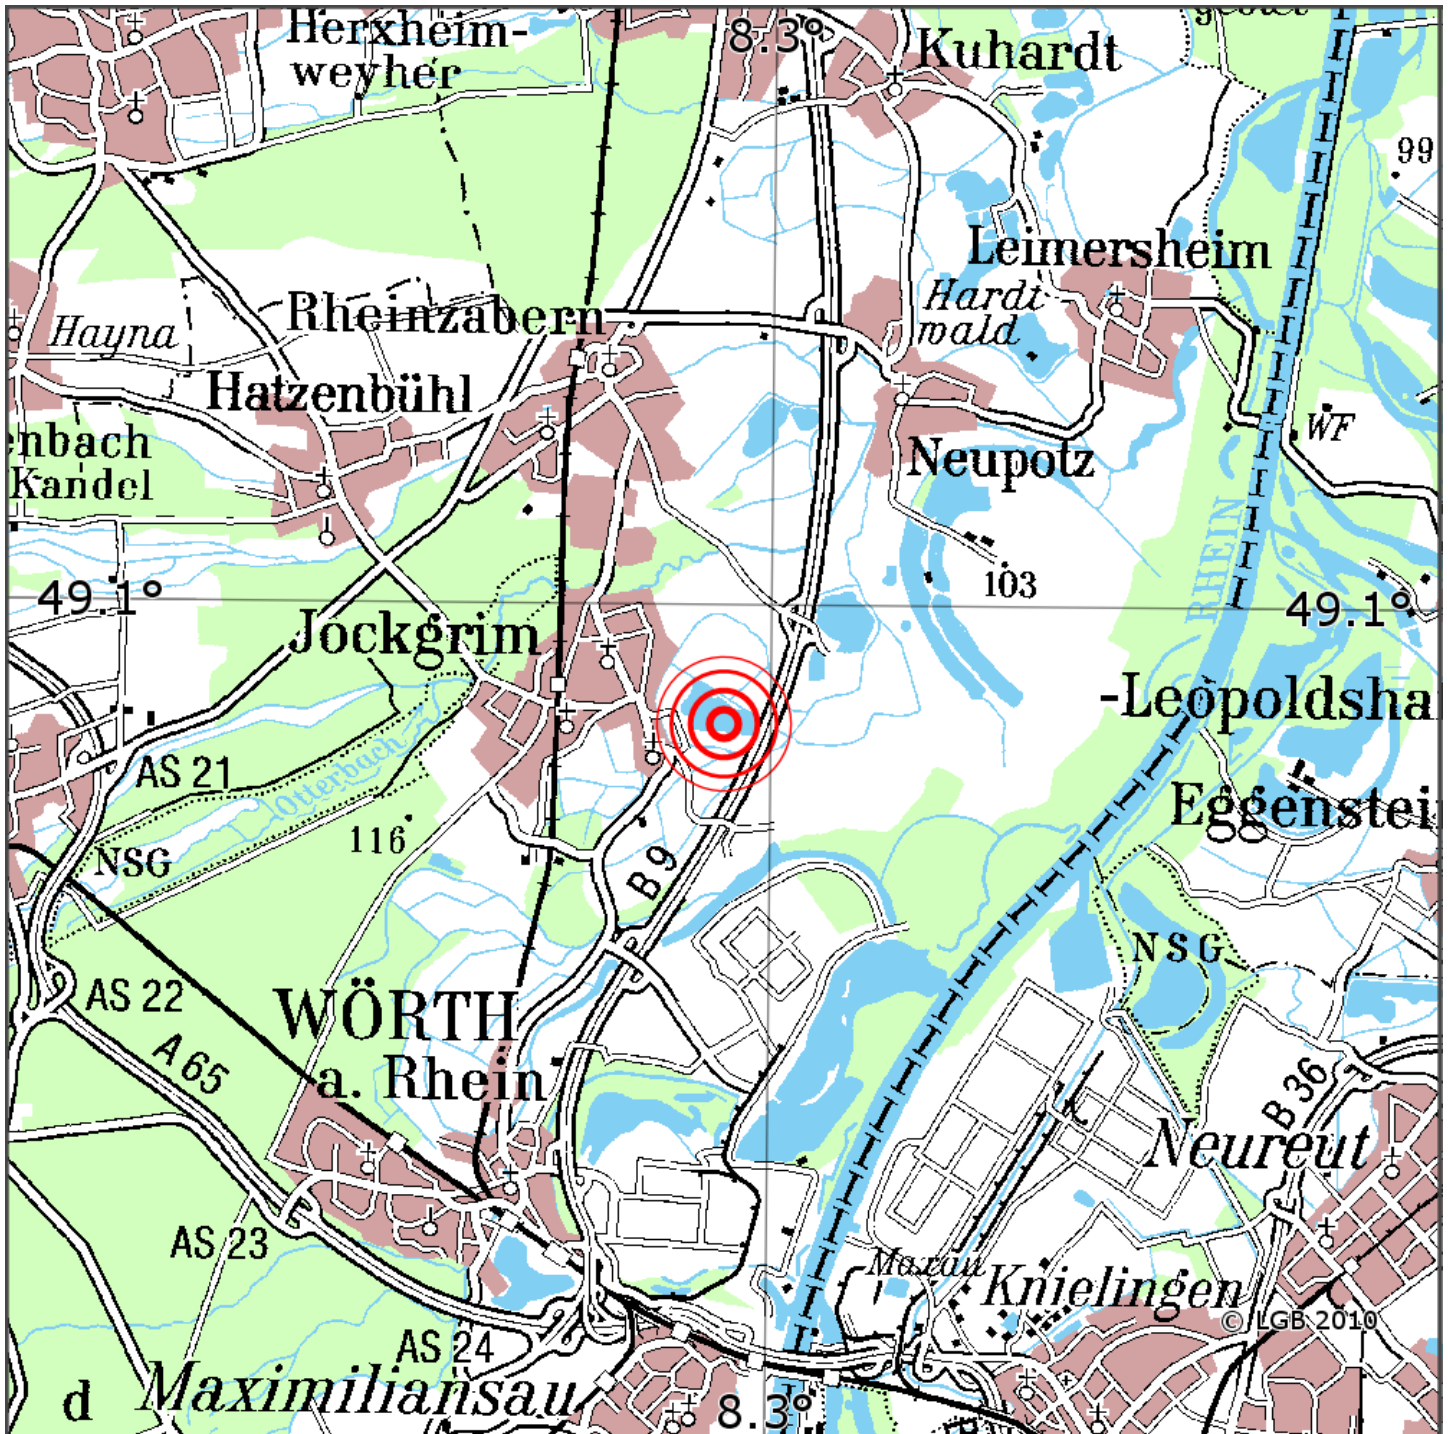 Herxheim-
weyher
8.3°
Kuhardt
99
Leimersheim
Hardt
wald
Rheinzabern
Hayna
Hatzenbühl
WF
enbach
Kandel
Neupotz
RHEIN
103
49.1°
49.1°
Jockgrim
-Leopoldsha
AS 21
Otterbach
Eggenstei
116
NSG
B 9
NSG
AS 22
WÖRTH
a. Rhein
A 65
B 36
Neureut
AS 23
Maxau
Knielingen
© LGB 2010
AS 24
d
Maximiliansau
8.3°